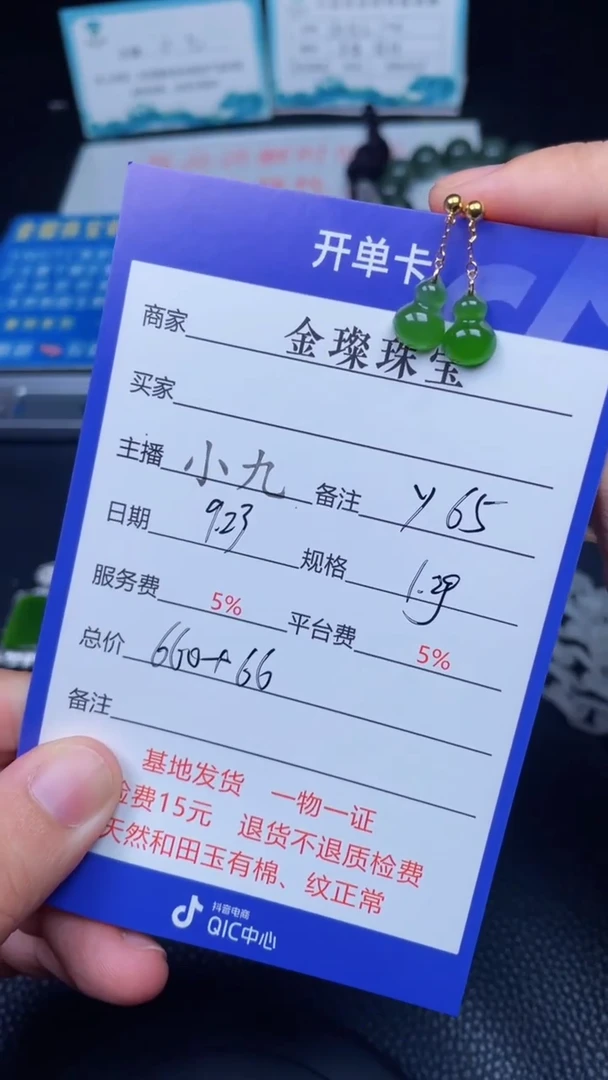 开单卡
商家 金璨珠宝
买家
主播 小九 备注 Y65
日期 9.23 规格 1.2g
服务费 5% 平台费 5%
总价 660+66
备注
基地发货 一物一证
检费15元 退货不退质检费
天然和田玉有棉、纹正常
抖音电商
QIC中心